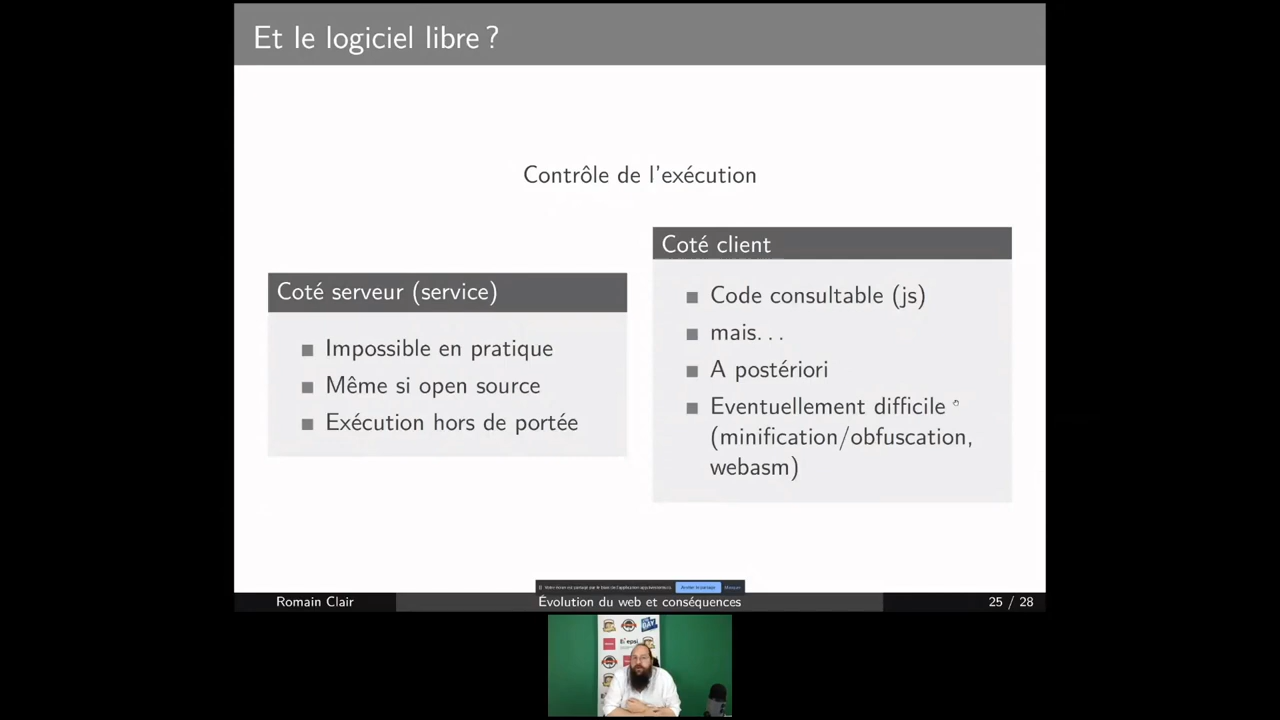 Et le logiciel libre ?
Contrôle de l'exécution
Coté serveur (service)
Impossible en pratique
Même si open source
Exécution hors de portée
Coté client
Code consultable (js)
mais. . .
A postériori
Eventuellement difficile
(minification/obfuscation,
webasm)
Romain Clair
Évolution du web et conséquences
25 / 28
epsi